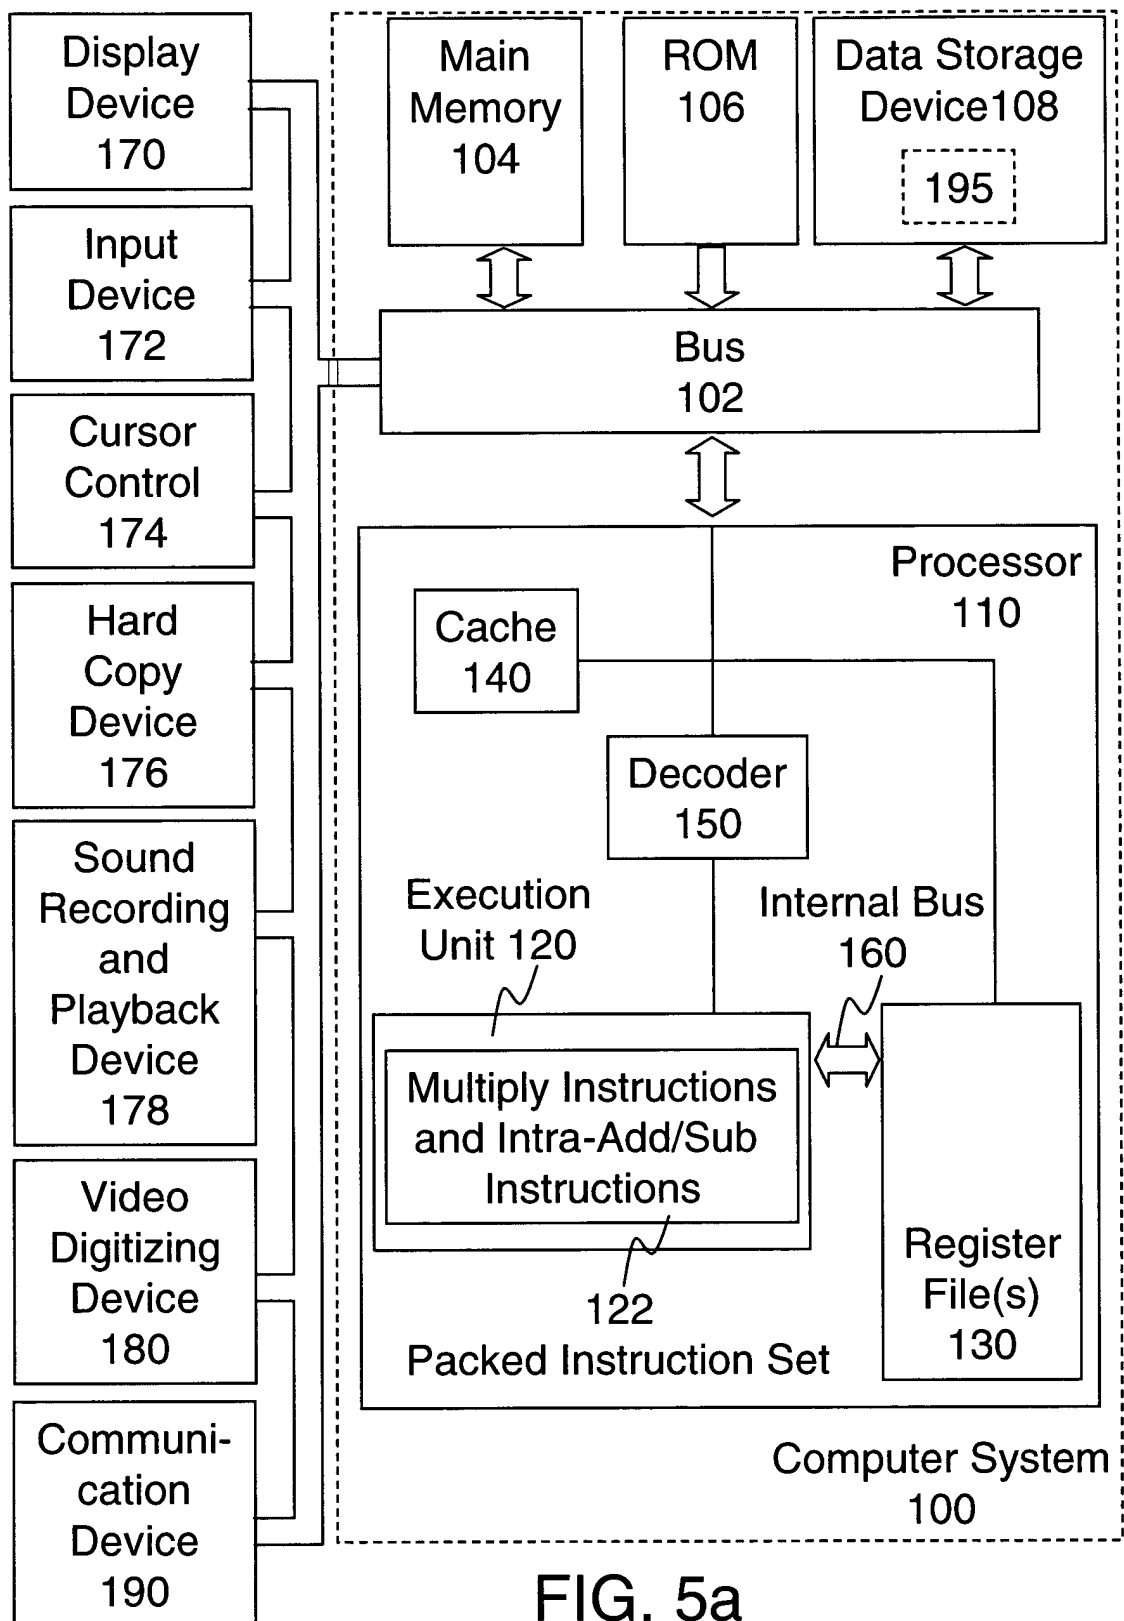 Display
Device
170
Input
Device
172
Cursor
Control
174
Hard
Copy
Device
176
Sound
Recording
and
Playback
Device
178
Video
Digitizing
Device
180
Communi-
cation
Device
190
Main
Memory
104
ROM
106
Data Storage
Device108
195
Bus
102
Processor
110
Cache
140
Decoder
150
Execution
Unit 120
Internal Bus
160
Multiply Instructions
and Intra-Add/Sub
Instructions
122
Packed Instruction Set
Register
File(s)
130
Computer System
100
FIG. 5a